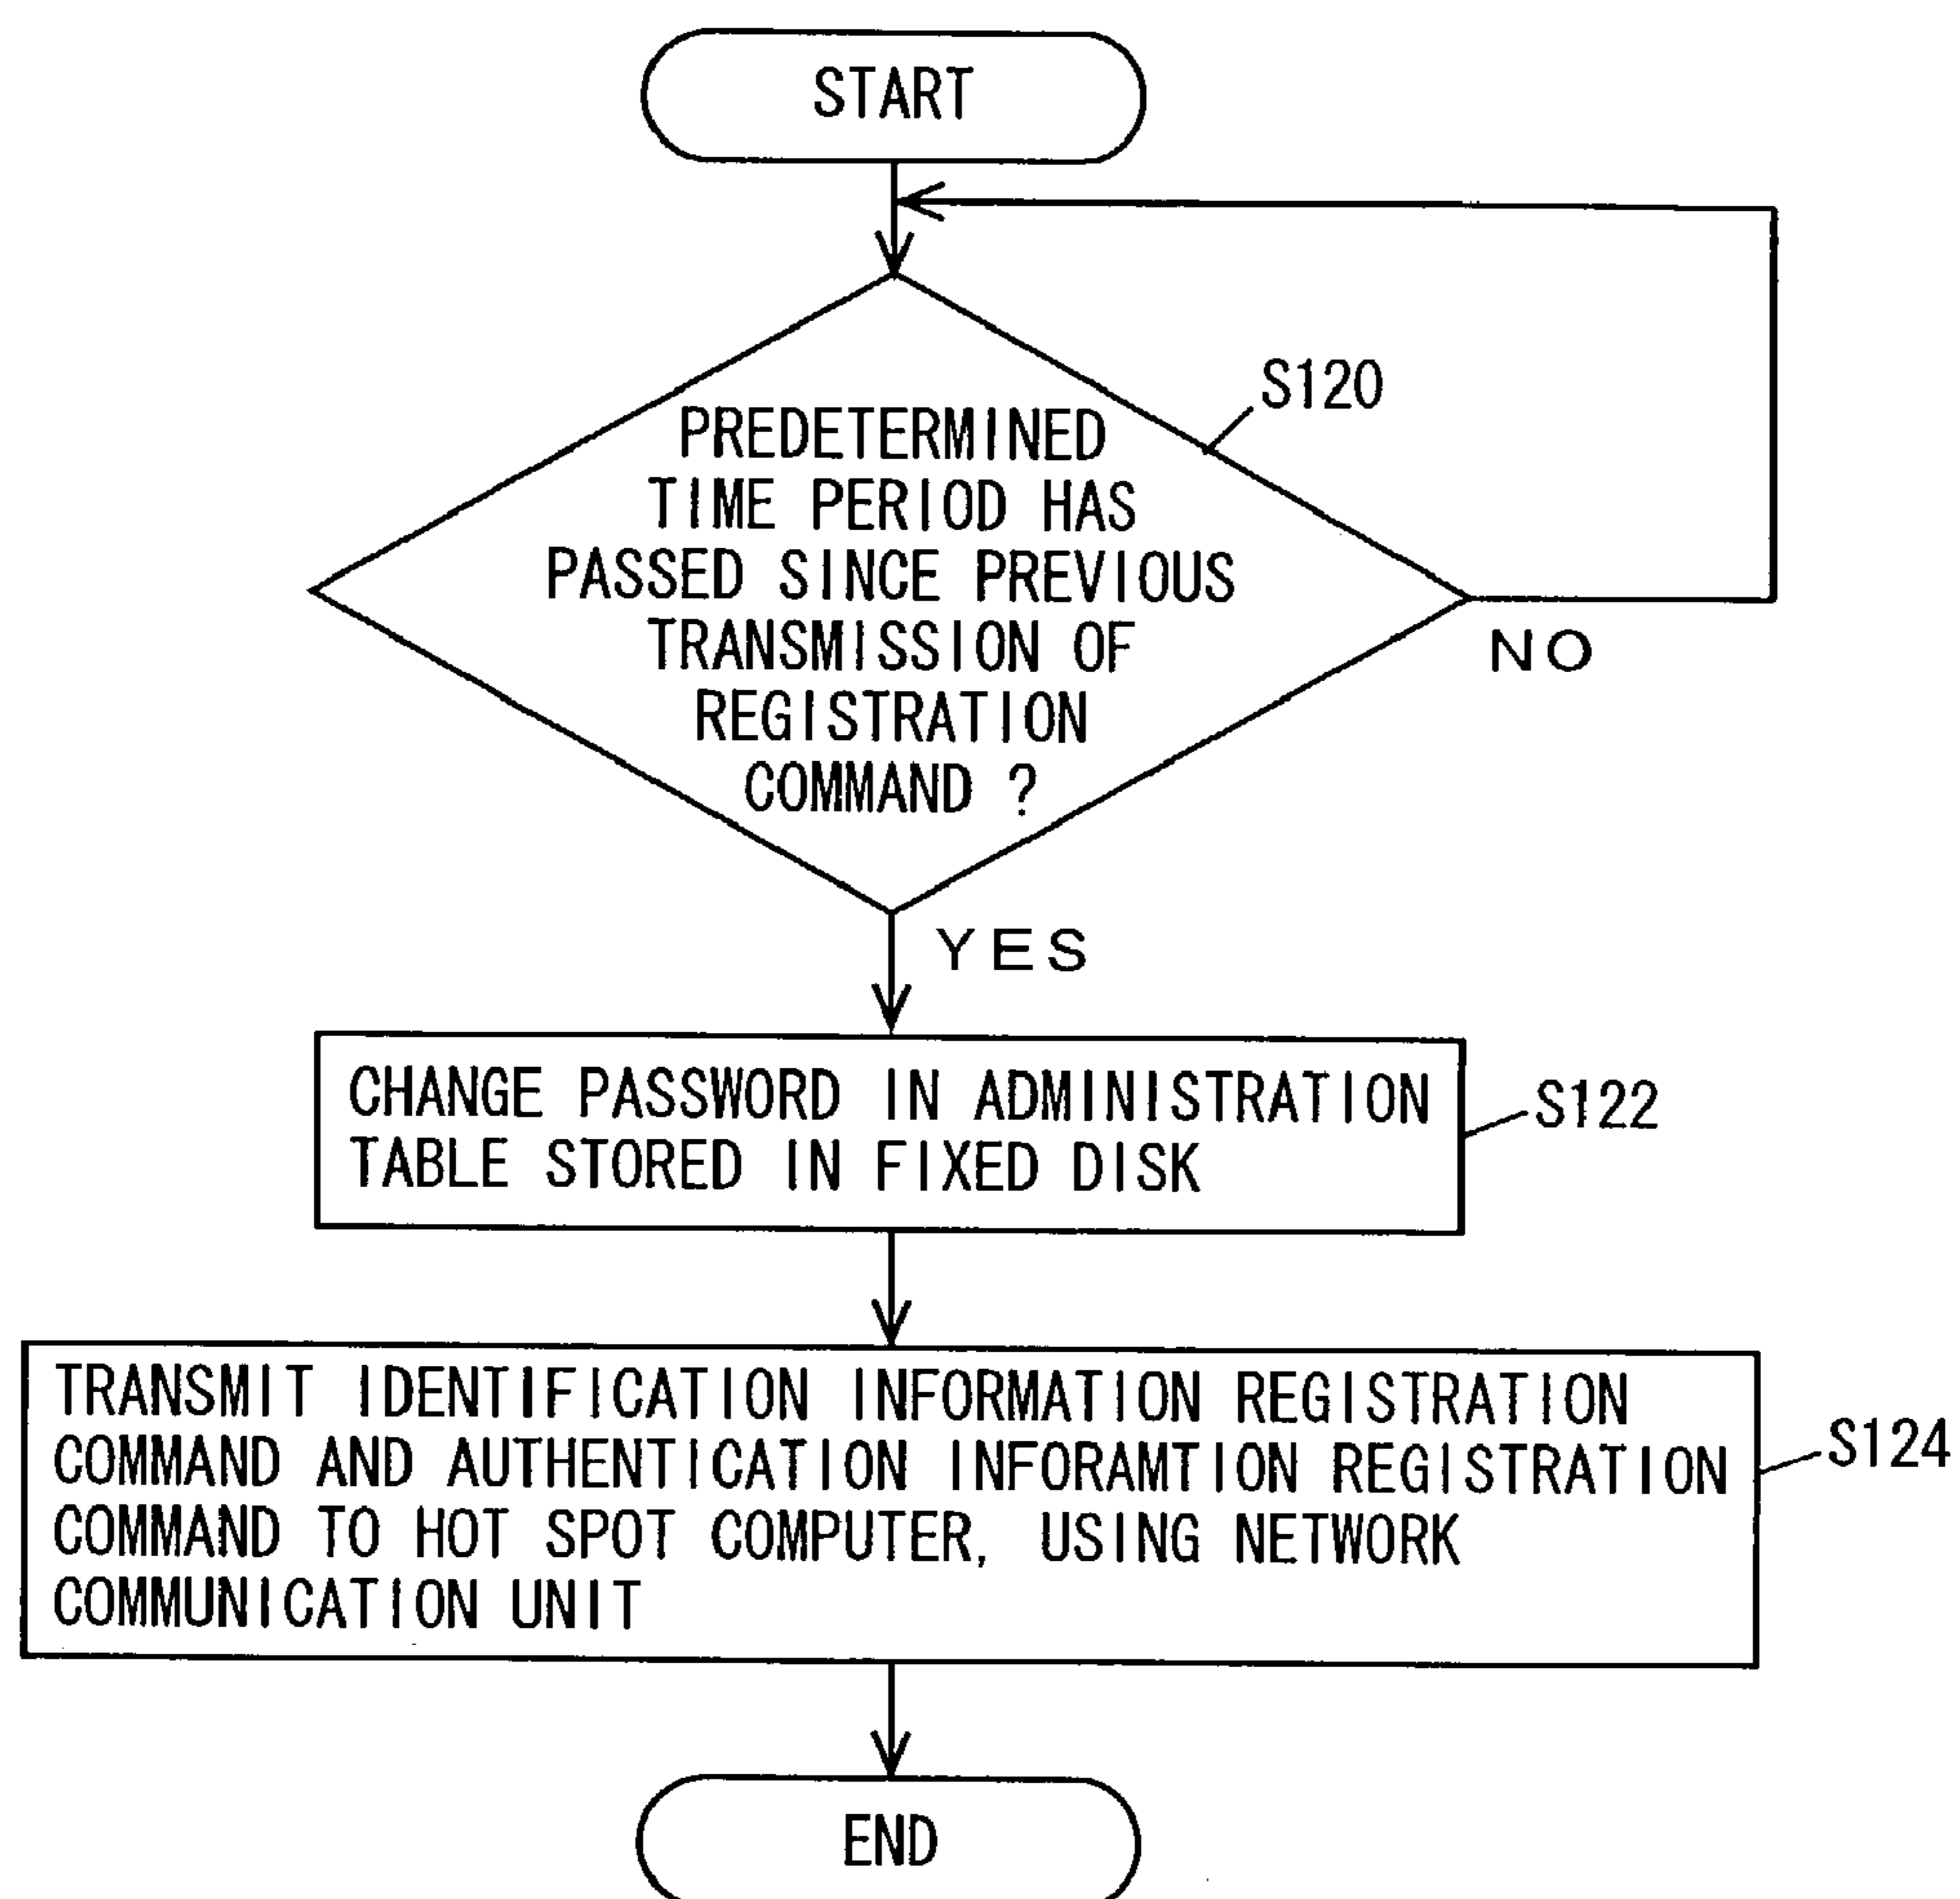 START
S120
PREDETERMINED
TIME PERIOD HAS
PASSED SINCE PREVIOUS
TRANSMISSION OF
REGISTRATION
COMMAND ?
NO
YES
CHANGE PASSWORD IN ADMINISTRATION
TABLE STORED IN FIXED DISK
S122
TRANSMIT IDENTIFICATION INFORMATION REGISTRATION
COMMAND AND AUTHENTICATION INFORAMTION REGISTRATION
COMMAND TO HOT SPOT COMPUTER, USING NETWORK
COMMUNICATION UNIT
S124
END